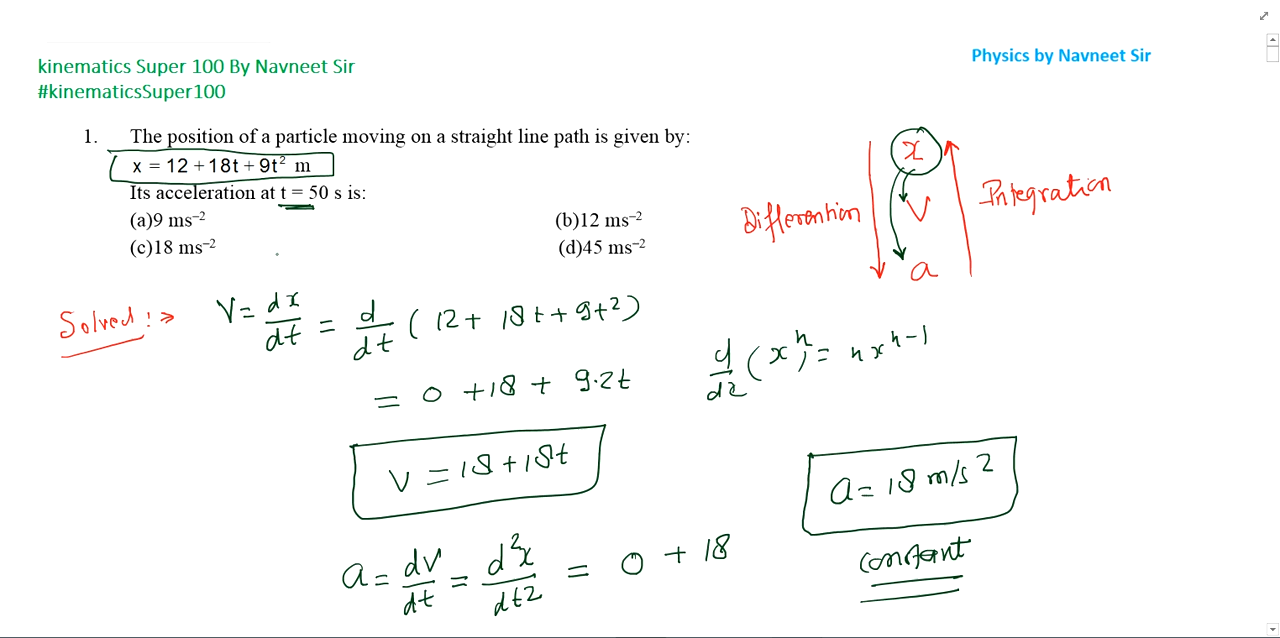 kinematics Super 100 By Navneet Sir
#kinematicsSuper100
Physics by Navneet Sir
1. The position of a particle moving on a straight line path is given by:
x = 12 + 18t + 9t² m
Its acceleration at t = 50 s is:
(a)9 ms⁻² (b)12 ms⁻²
(c)18 ms⁻² (d)45 ms⁻²
x
v
a
Differention
Integration
Solved :⇒
V = dx/dt = d/dt (12 + 18t + 9t²)
= 0 + 18 + 9·2t
V = 18 + 18t
a = dv/dt = d²x/dt2 = 0 + 18
d/dx (xⁿ) = nxⁿ⁻¹
a = 18 m/s²
constant